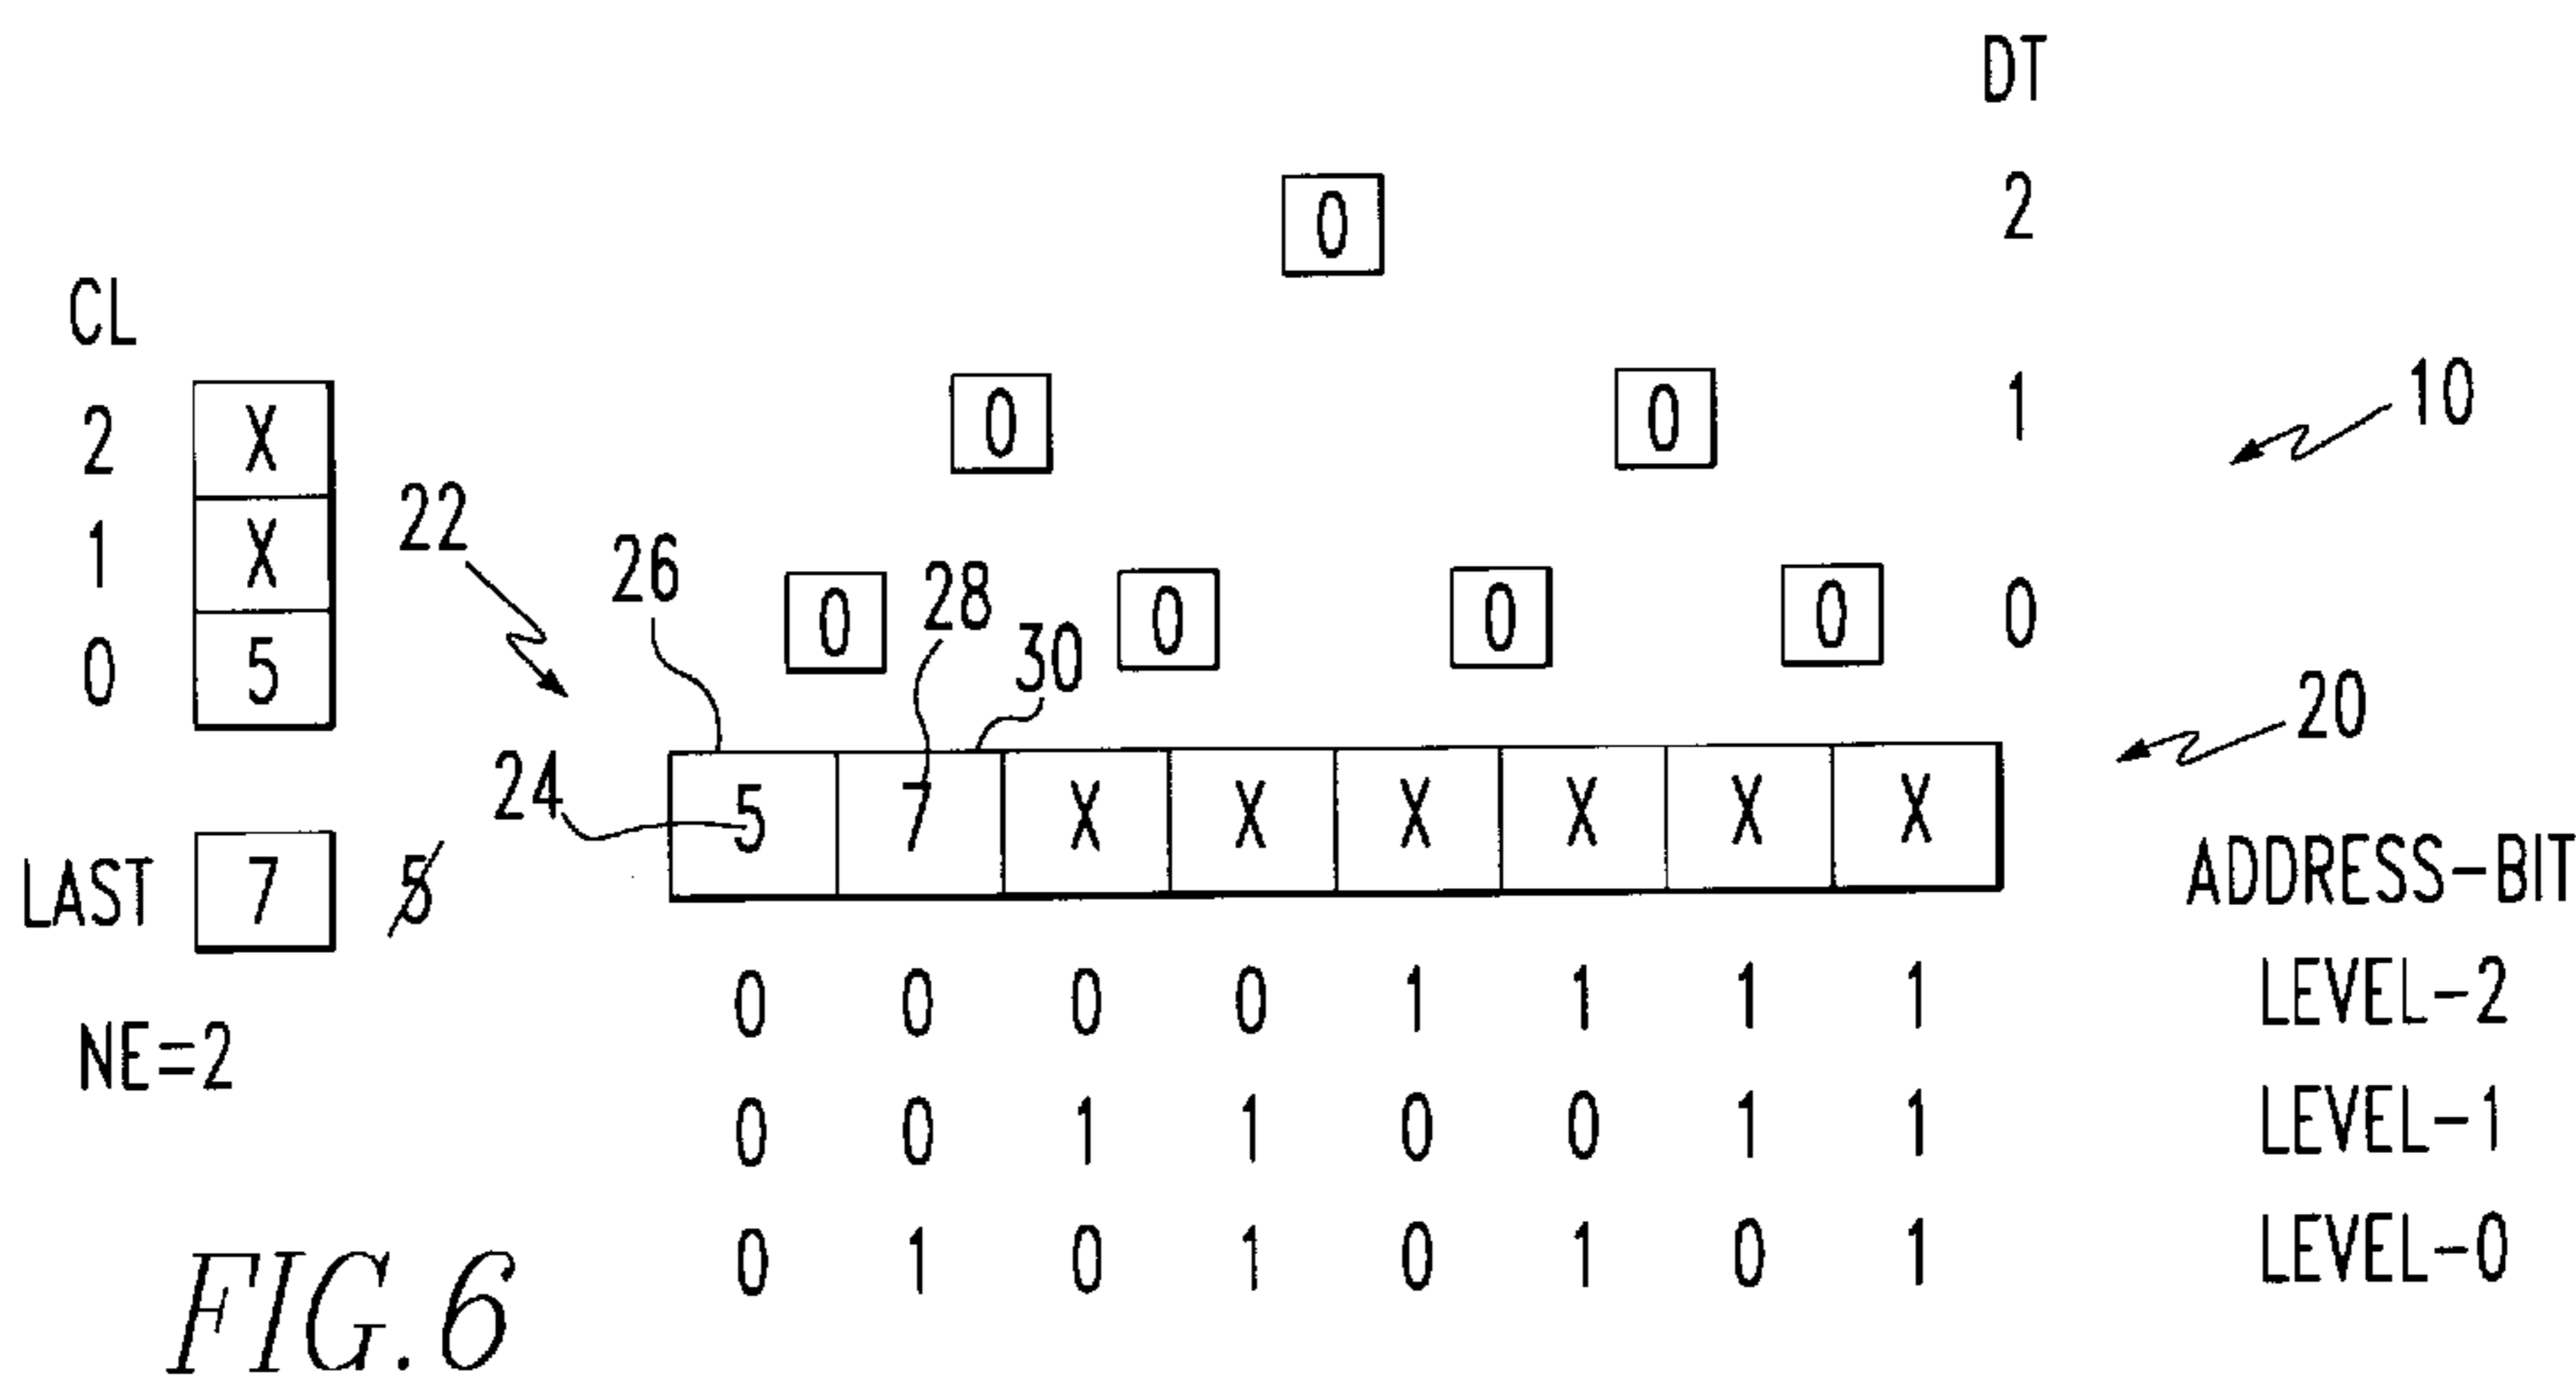 DT
0 2
CL
0 0 1 10
2 X
22
1 X
26 28
0 0 0 0 0
30
0 5
20
24 5 7 X X X X X X
LAST 7 5 ADDRESS-BIT
0 0 0 0 1 1 1 1 LEVEL-2
NE=2
0 0 1 1 0 0 1 1 LEVEL-1
0 1 0 1 0 1 0 1 LEVEL-0
FIG. 6